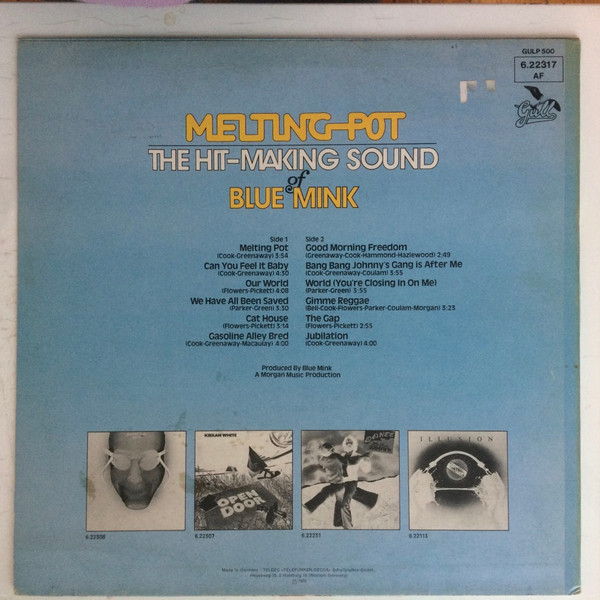 GULP 500
6.22317
AF
Gull
MELTING POT
THE HIT-MAKING SOUND
of
BLUE MINK
Side 1
Melting Pot
(Cook-Greenaway) 3:54
Can You Feel It Baby
(Cook-Greenaway) 4:30
Our World
(Flowers-Pickett) 4:08
We Have All Been Saved
(Parker-Green) 3:30
Cat House
(Flowers-Pickett) 3:14
Gasoline Alley Bred
(Cook-Greenaway-Macaulay) 4:00
Side 2
Good Morning Freedom
(Greenaway-Cook-Hammond-Hazlewood) 2:49
Bang Bang Johnny's Gang is After Me
(Cook-Greenaway-Coulam) 3:55
World (You're Closing In On Me)
(Parker-Green) 3:55
Gimme Reggae
(Bell-Cook-Flowers-Parker-Coulam-Morgan) 3:23
The Gap
(Flowers-Pickett) 2:55
Jubilation
(Cook-Greenaway) 4:00
Produced By Blue Mink
A Morgan Music Production
KIERAN WHITE
OPEN
DOOR
ILLUSION
6.22308
6.22307
6.22251
6.22115
Made in Germany
Hamburg